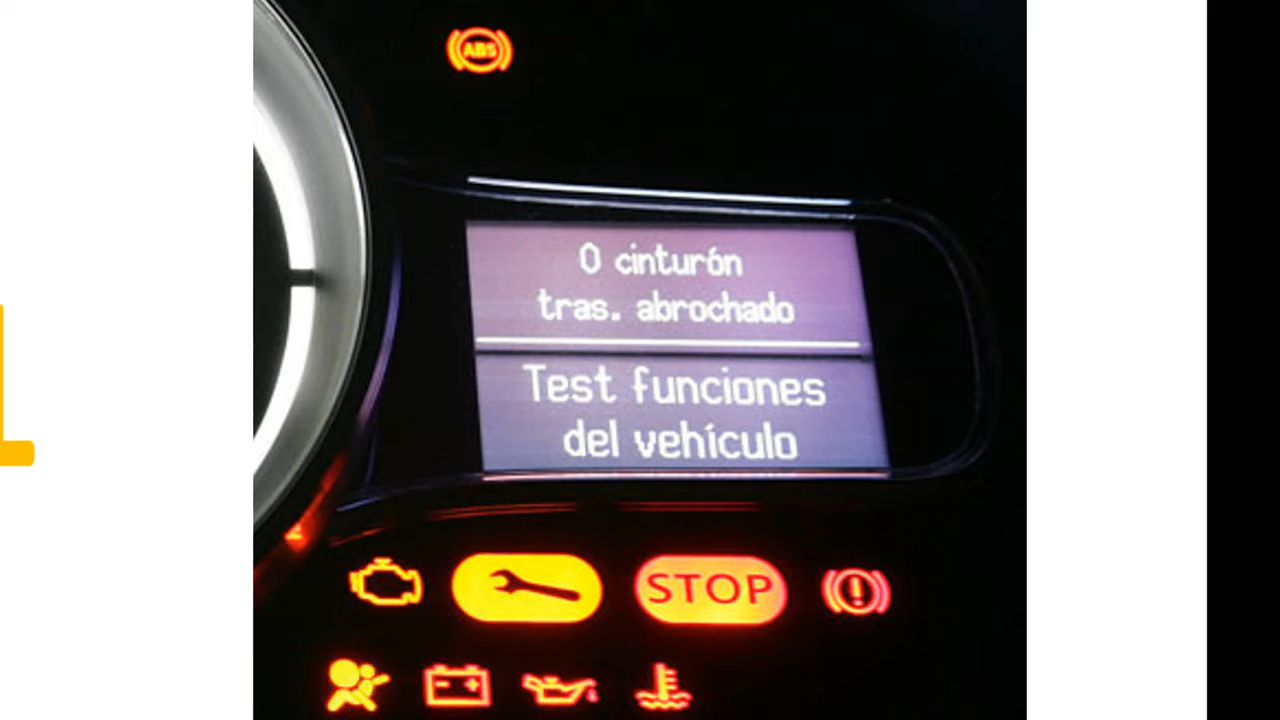 ABS
0 cinturón
tras. abrochado
Test funciones
del vehículo
STOP